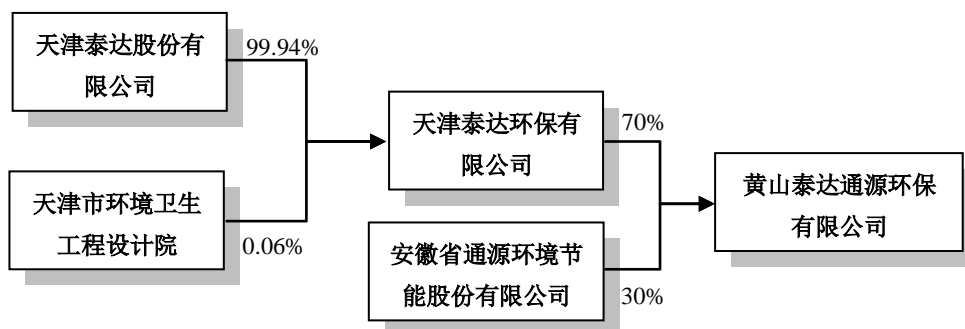 天津泰达股份有
限公司
99.94%
天津市环境卫生
工程设计院
0.06%
天津泰达环保有
限公司
70%
安徽省通源环境节
能股份有限公司
30%
黄山泰达通源环保
有限公司